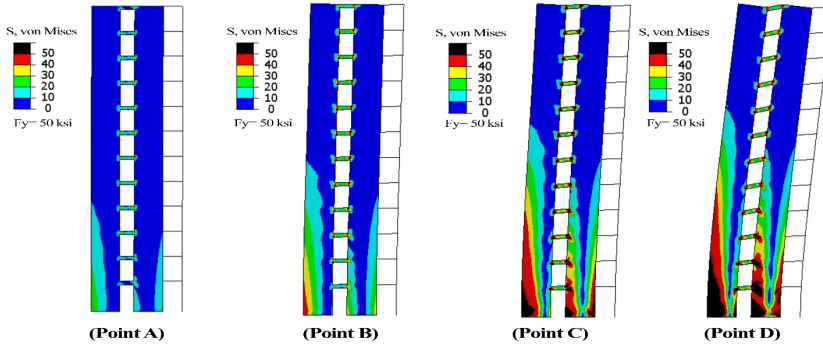 S, von Mises
50
40
30
20
10
0
Fy= 50 ksi
(Point A)
S, von Mises
50
40
30
20
10
0
Fy= 50 ksi
(Point B)
S, von Mises
50
40
30
20
10
0
Fy= 50 ksi
(Point C)
S, von Mises
50
40
30
20
10
0
Fy= 50 ksi
(Point D)